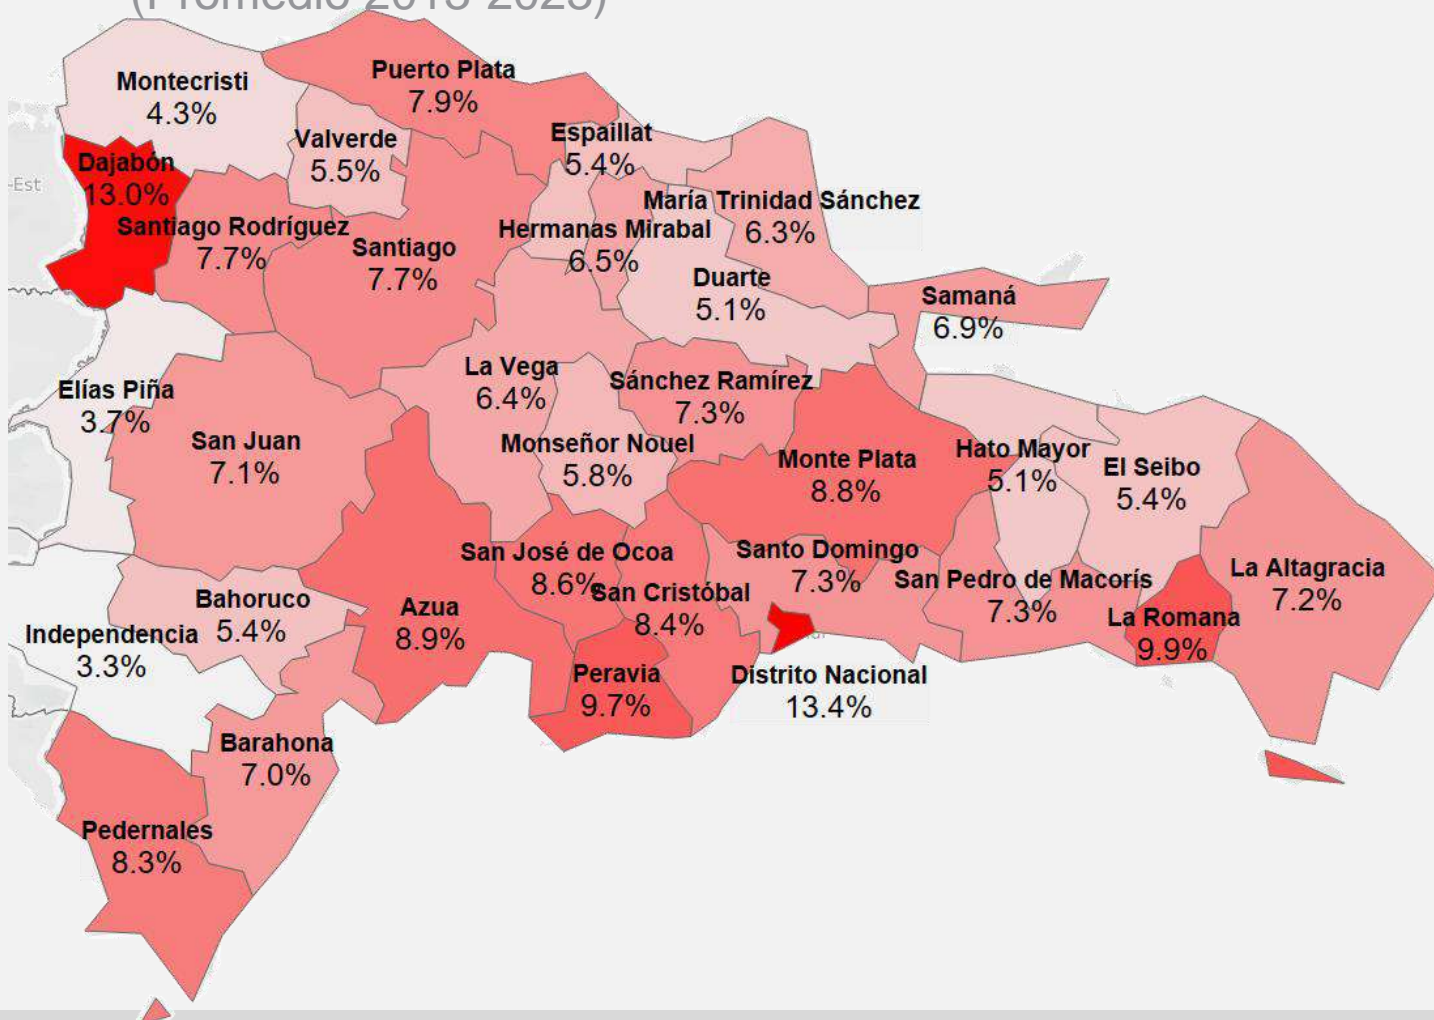 (Promedio 2015-2023)
Puerto Plata
7.9%
Montecristi
4.3%
Valverde
5.5%
Espaillat
5.4%
Dajabón
13.0%
-Est
María Trinidad Sánchez
6.3%
Santiago Rodríguez
7.7%
Santiago
7.7%
Hermanas Mirabal
6.5%
Duarte
5.1%
Samaná
6.9%
Elías Piña
3.7%
La Vega
6.4%
Sánchez Ramírez
7.3%
San Juan
7.1%
Monseñor Nouel
5.8%
Monte Plata
8.8%
Hato Mayor
5.1%
El Seibo
5.4%
San José de Ocoa
8.6%
Santo Domingo
7.3%
San Pedro de Macorís
7.3%
La Altagracia
7.2%
Bahoruco
5.4%
Azua
8.9%
San Cristóbal
8.4%
La Romana
9.9%
Independencia
3.3%
Peravia
9.7%
Distrito Nacional
13.4%
Barahona
7.0%
Pedernales
8.3%